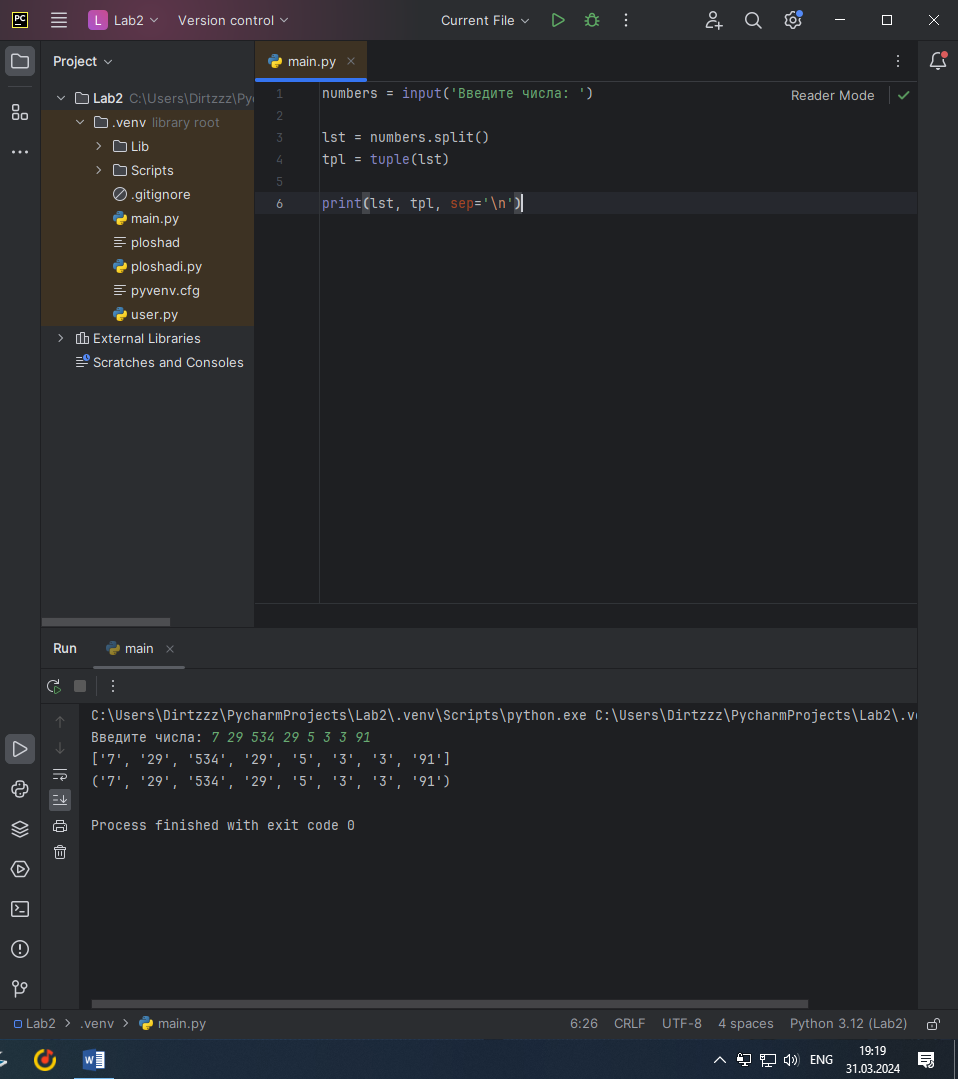 PC
L Lab2 Version control Current File
Project
main.py
Lab2 C:\Users\Dirtzzz\Py
.venv library root
Lib
Scripts
.gitignore
main.py
ploshad
ploshadi.py
pyvenv.cfg
user.py
External Libraries
Scratches and Consoles
Reader Mode
1 numbers = input('Введите числа: ')
2
3 lst = numbers.split()
4 tpl = tuple(lst)
5
6 print(lst, tpl, sep='\n')
Run main
C:\Users\Dirtzzz\PycharmProjects\Lab2\.venv\Scripts\python.exe C:\Users\Dirtzzz\PycharmProjects\Lab2\.ve
Введите числа: 7 29 534 29 5 3 3 91
['7', '29', '534', '29', '5', '3', '3', '91']
('7', '29', '534', '29', '5', '3', '3', '91')
Process finished with exit code 0
Lab2 > .venv > main.py
6:26 CRLF UTF-8 4 spaces Python 3.12 (Lab2)
W
ENG
19:19
31.03.2024